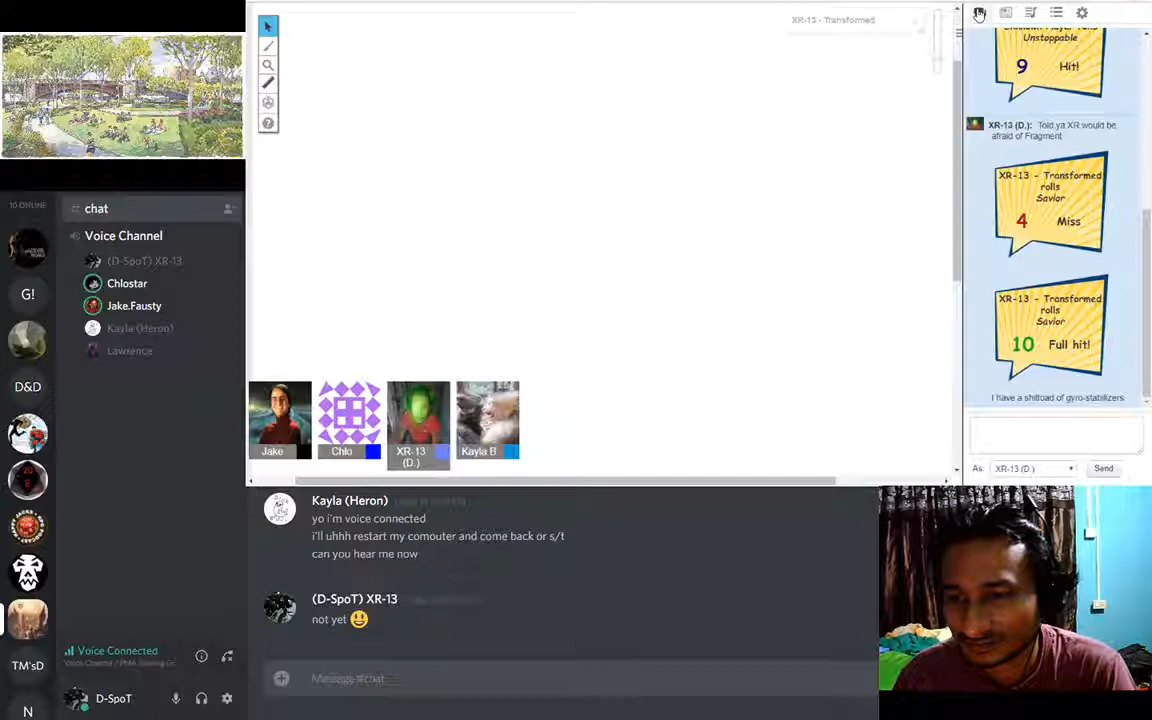 10 ONLINE
G!
D&D
TM'sD
N
chat
Voice Channel
(D-SpoT) XR-13
Chlostar
Jake.Fausty
Kayla (Heron)
Lawrence
Voice Connected
D-SpoT
XR-13 - Transformed
Jake
Chlo
XR-13
(D.)
Kayla B
Kayla (Heron)
yo i'm voice connected
i'll uhhh restart my comouter and come back or s/t
can you hear me now
(D-SpoT) XR-13
not yet 😃
Message #chat
Unstoppable
9 Hit!
XR-13 (D.): Told ya XR would be
afraid of Fragment
XR-13 - Transformed
rolls
Savior
4 Miss
XR-13 - Transformed
rolls
Savior
10 Full hit!
I have a shitload of gyro-stabilizers
As: XR-13 (D.) Send